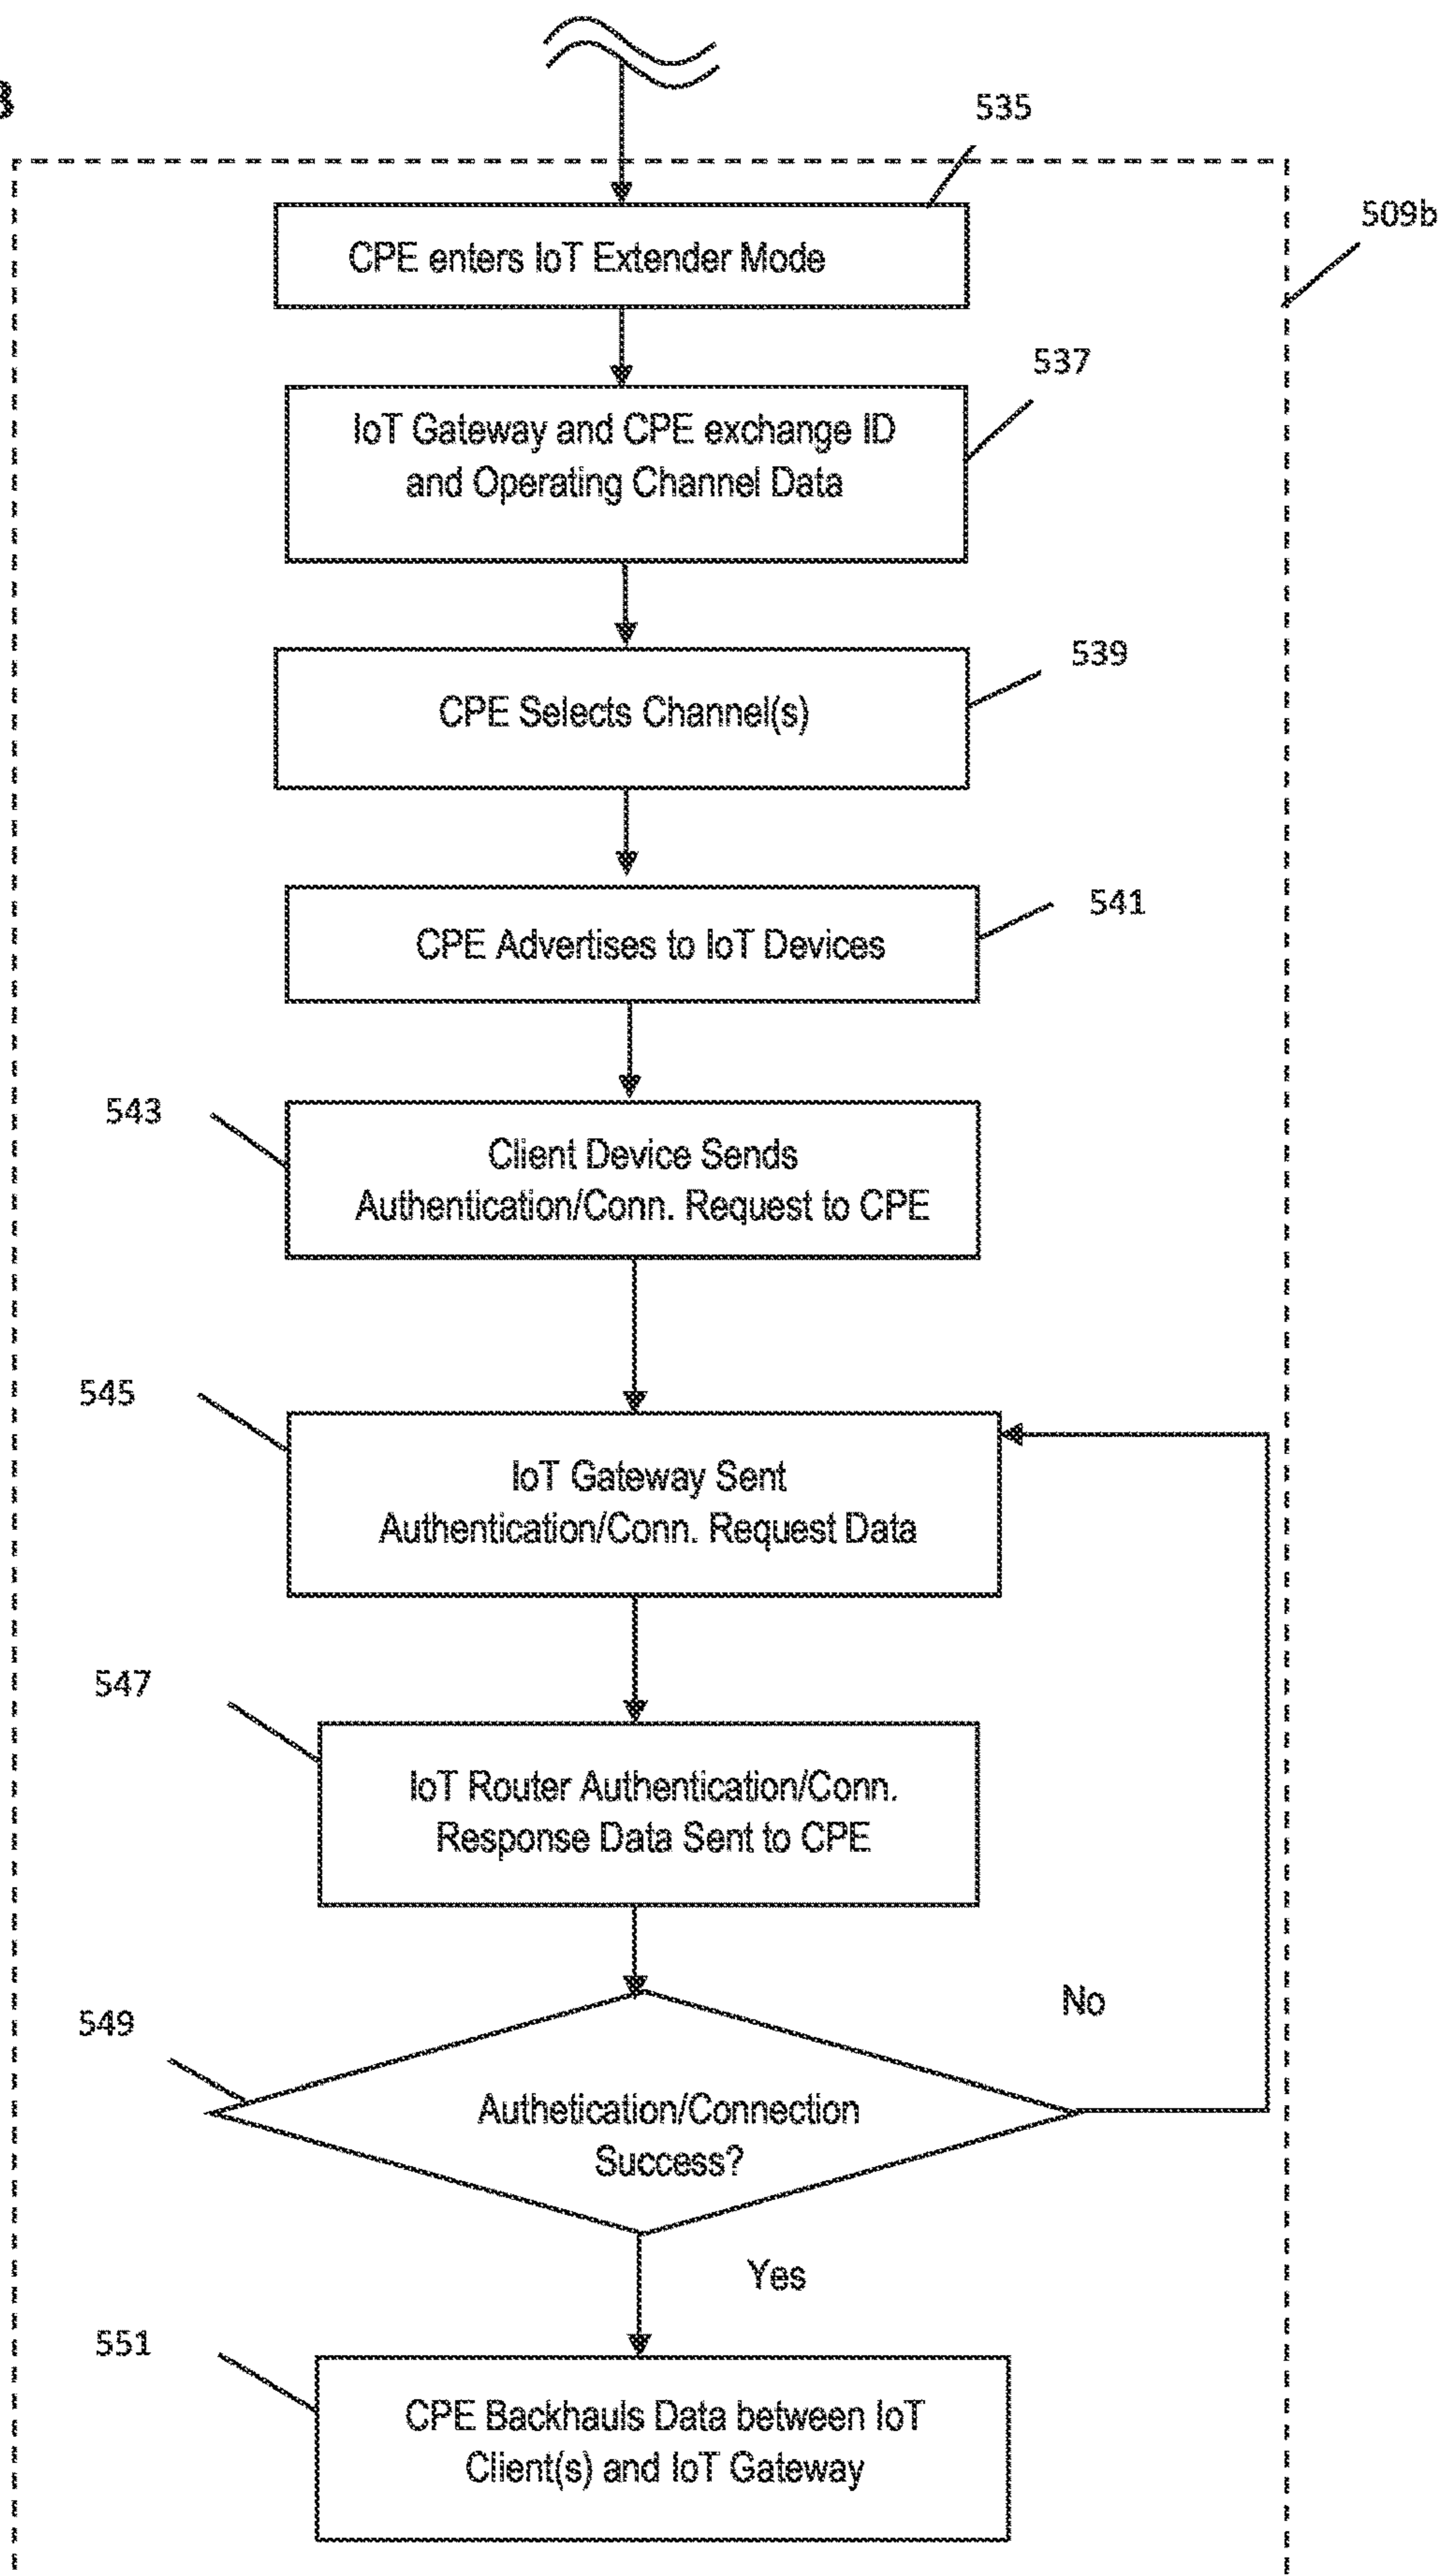 535
509b
CPE enters IoT Extender Mode
537
IoT Gateway and CPE exchange ID
and Operating Channel Data
539
CPE Selects Channel(s)
541
CPE Advertises to IoT Devices
543
Client Device Sends
Authentication/Conn. Request to CPE
545
IoT Gateway Sent
Authentication/Conn. Request Data
547
IoT Router Authentication/Conn.
Response Data Sent to CPE
No
549
Authetication/Connection
Success?
Yes
551
CPE Backhauls Data between IoT
Client(s) and IoT Gateway